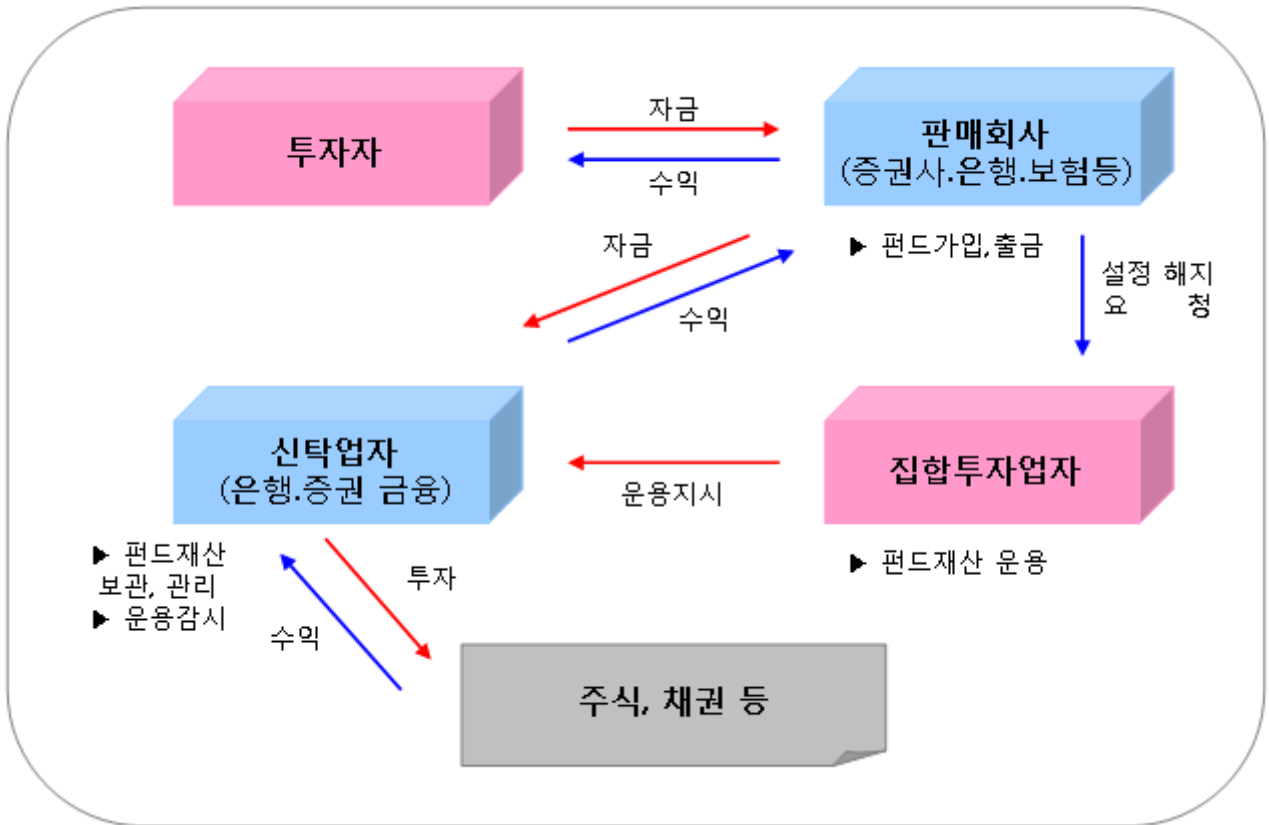 투자자
자금
수익
판매회사
(증권사.은행.보험등)
▶ 펀드가입,출금
자금
수익
설정 해지
요 청
신탁업자
(은행.증권 금융)
▶ 펀드재산
보관, 관리
▶ 운용감시
운용지시
집합투자업자
▶ 펀드재산 운용
투자
수익
주식, 채권 등